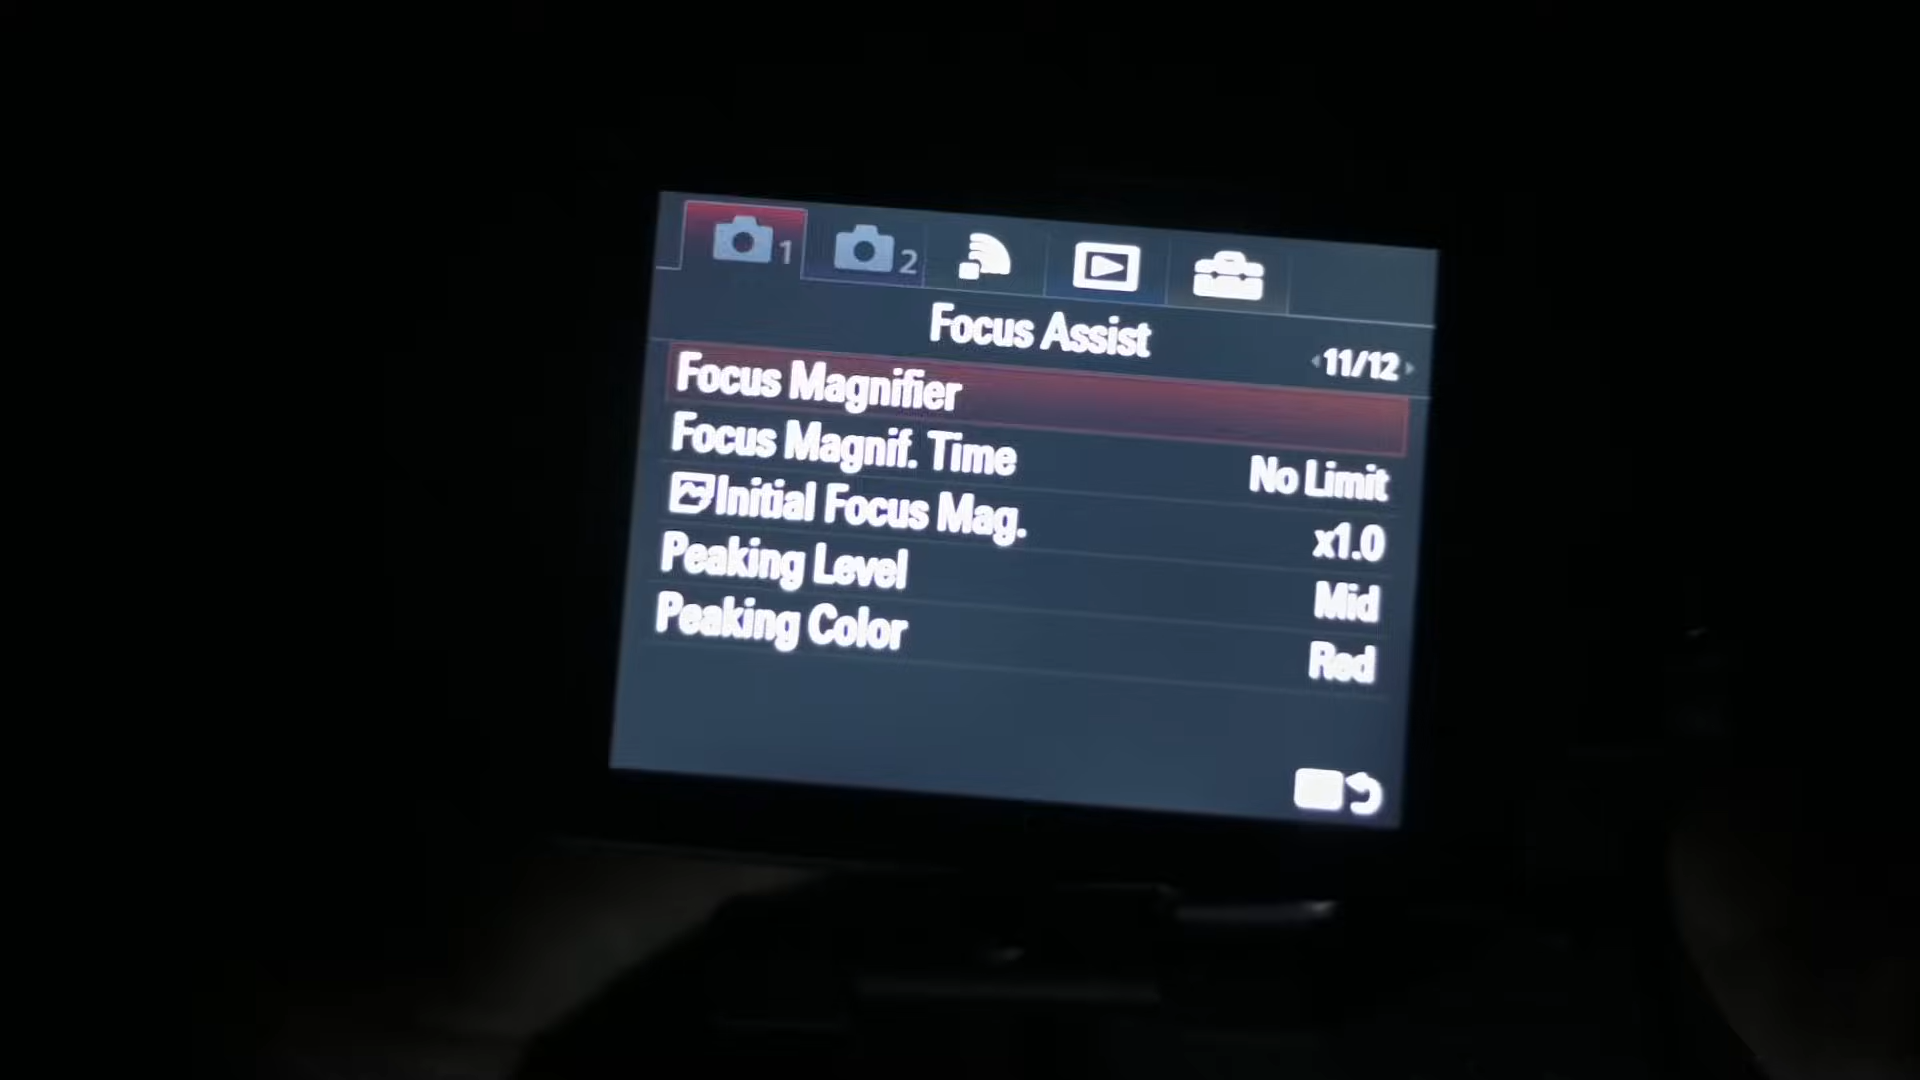 1
2
Focus Assist
11/12
Focus Magnifier
Focus Magnif. Time No Limit
Initial Focus Mag. x1.0
Peaking Level Mid
Peaking Color Red